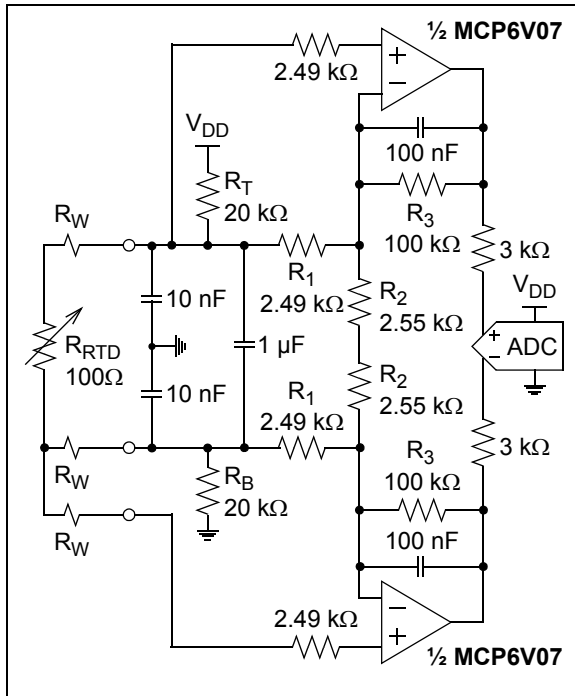 ½ MCP6V07
2.49 kΩ
+
−
V_DD
100 nF
R_T
20 kΩ
R_W
R_3
100 kΩ
3 kΩ
R_1
2.49 kΩ
10 nF
R_2
2.55 kΩ
V_DD
R_RTD
100Ω
1 µF
+
−
ADC
10 nF
R_1
2.49 kΩ
R_2
2.55 kΩ
R_W
R_B
20 kΩ
R_3
100 kΩ
3 kΩ
R_W
100 nF
2.49 kΩ
−
+
½ MCP6V07